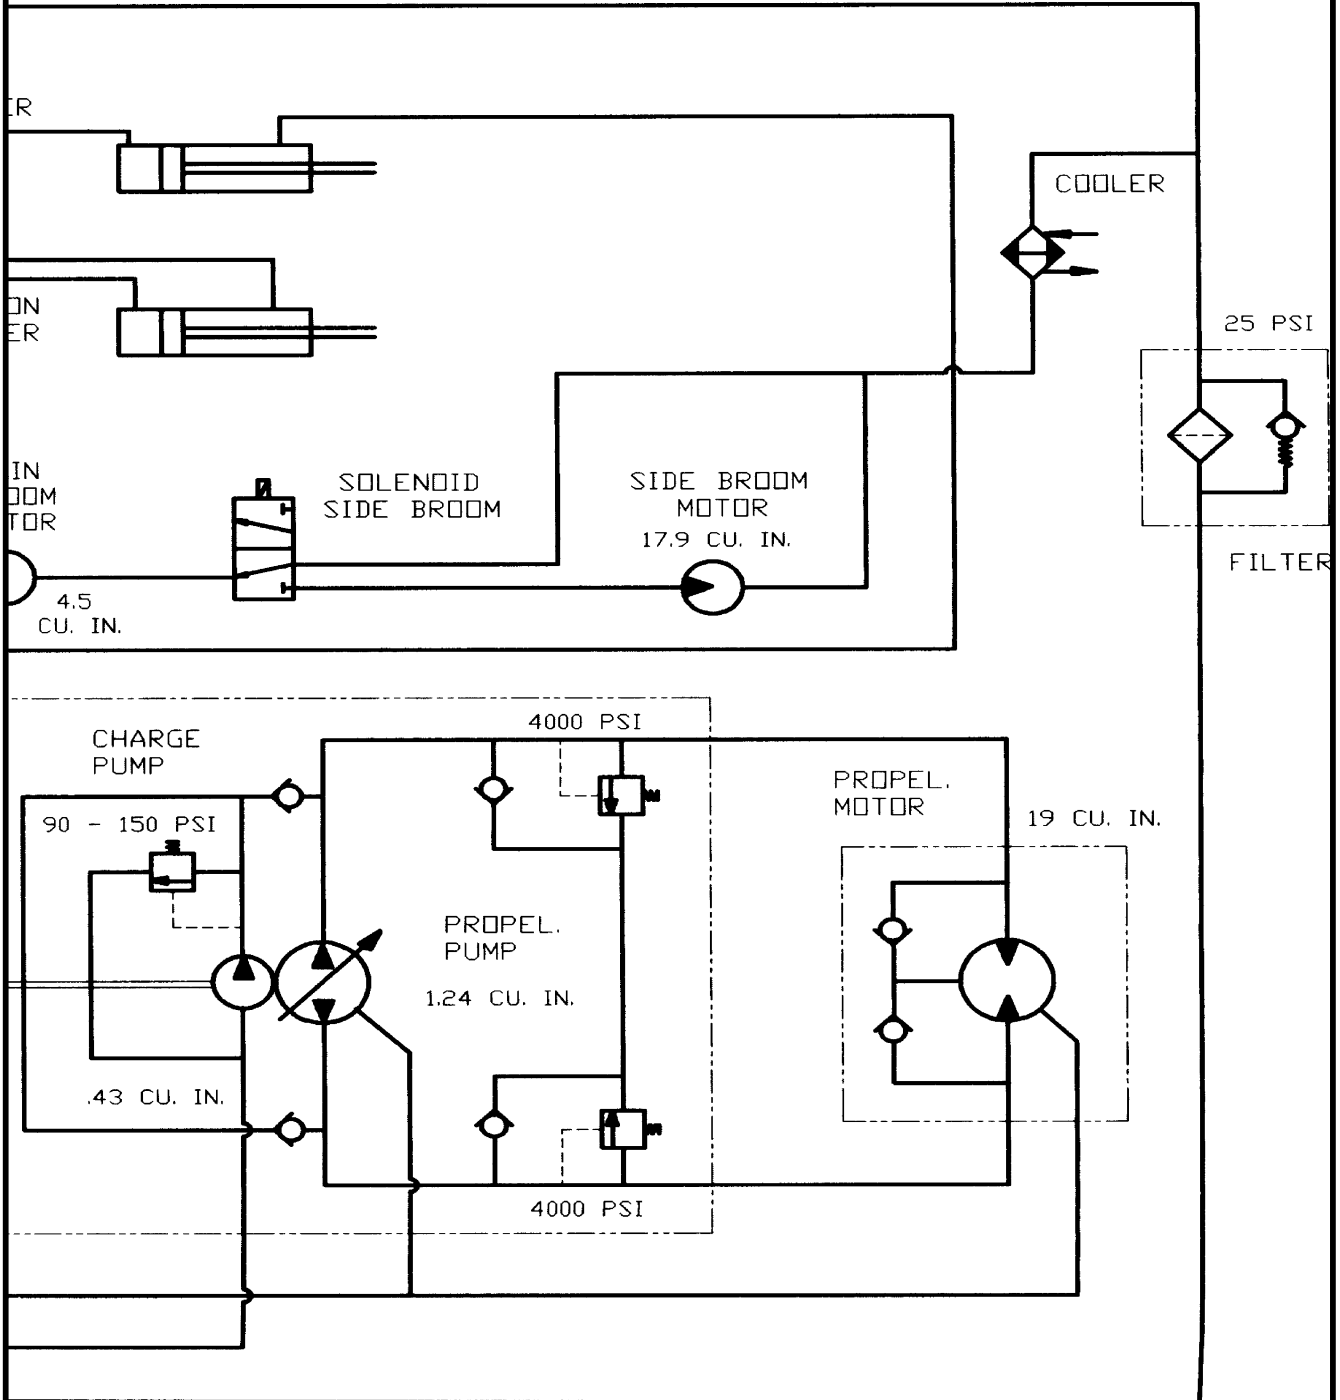 COOLER
25 PSI
SOLENOID
SIDE BROOM
SIDE BROOM
MOTOR
17.9 CU. IN.
FILTER
4.5
CU. IN.
4000 PSI
CHARGE
PUMP
PROPEL.
MOTOR
19 CU. IN.
90 - 150 PSI
PROPEL.
PUMP
1.24 CU. IN.
.43 CU. IN.
4000 PSI